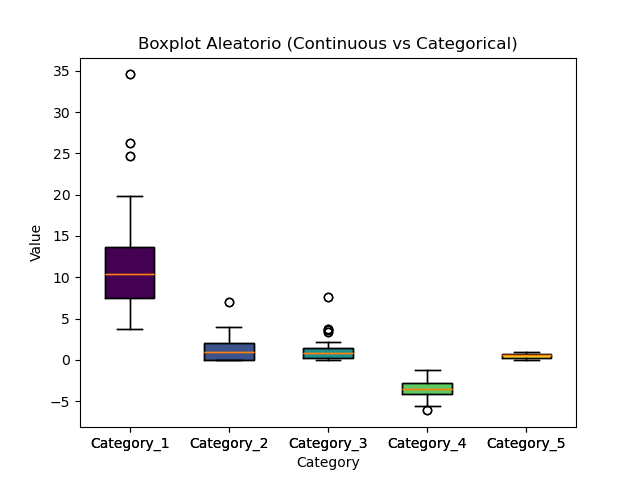 Boxplot Aleatorio (Continuous vs Categorical)
35
30
25
20
15
10
5
0
−5
Value
Category_1 Category_2 Category_3 Category_4 Category_5
Category